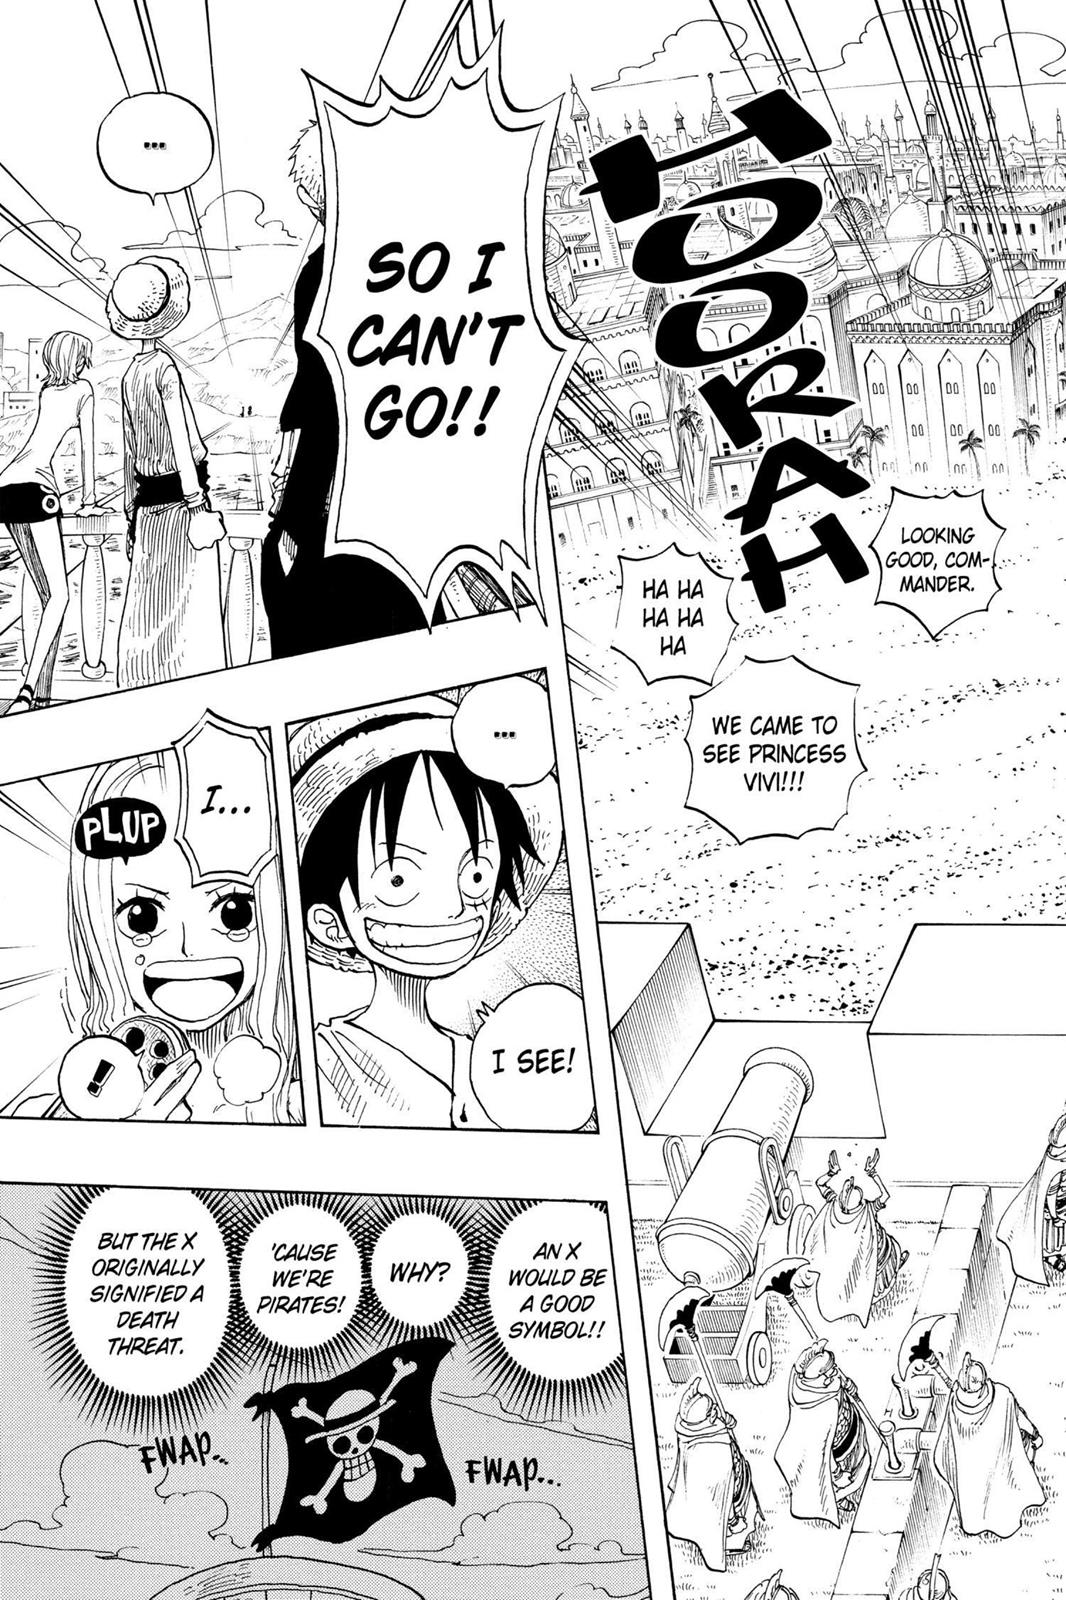 HOORAH
LOOKING
GOOD, COM-
MANDER.
HA HA
HA HA
HA
WE CAME TO
SEE PRINCESS
VIVI!!!
SO I
CAN'T
GO!!
...
...
I SEE!
I...
PLUP
!
AN X
WOULD BE
A GOOD
SYMBOL!!
WHY?
'CAUSE
WE'RE
PIRATES!
BUT THE X
ORIGINALLY
SIGNIFIED A
DEATH
THREAT.
FWAP...
FWAP...